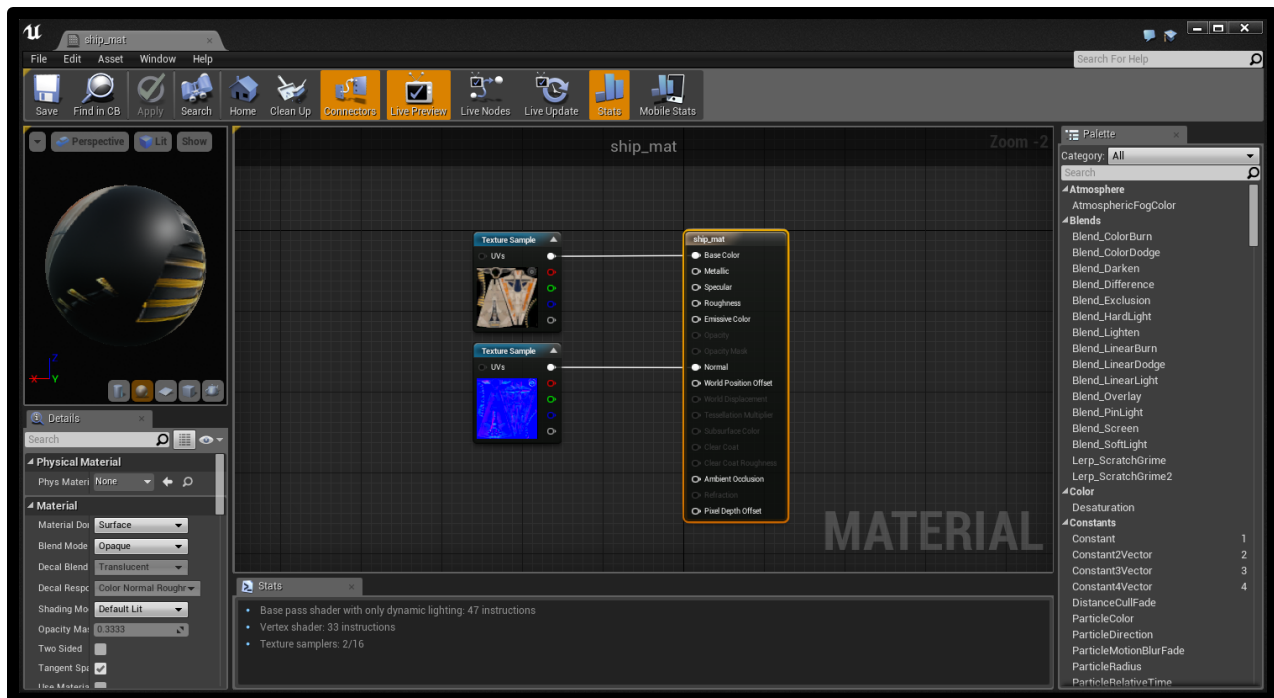 ship_mat
File Edit Asset Window Help
Search For Help
Save Find in CB Apply Search Home Clean Up Connectors Live Preview Live Nodes Live Update Stats Mobile Stats
Perspective Lit Show
ship_mat
Zoom -2
Texture Sample
UVs
Texture Sample
UVs
ship_mat
Base Color
Metallic
Specular
Roughness
Emissive Color
Opacity
Opacity Mask
Normal
World Position Offset
World Displacement
Tessellation Multiplier
Subsurface Color
Clear Coat
Clear Coat Roughness
Ambient Occlusion
Refraction
Pixel Depth Offset
MATERIAL
Z
X Y
Details
Search
Physical Material
Phys Materi None
Material
Material Do Surface
Blend Mode Opaque
Decal Blend Translucent
Decal Respc Color Normal Roughr
Shading Mo Default Lit
Opacity Ma 0.3333
Two Sided
Tangent Spa
Use Materia
Stats
Base pass shader with only dynamic lighting: 47 instructions
Vertex shader: 33 instructions
Texture samplers: 2/16
Palette
Category: All
Search
Atmosphere
AtmosphericFogColor
Blends
Blend_ColorBurn
Blend_ColorDodge
Blend_Darken
Blend_Difference
Blend_Exclusion
Blend_HardLight
Blend_Lighten
Blend_LinearBurn
Blend_LinearDodge
Blend_LinearLight
Blend_Overlay
Blend_PinLight
Blend_Screen
Blend_SoftLight
Lerp_ScratchGrime
Lerp_ScratchGrime2
Color
Desaturation
Constants
Constant 1
Constant2Vector 2
Constant3Vector 3
Constant4Vector 4
DistanceCullFade
ParticleColor
ParticleDirection
ParticleMotionBlurFade
ParticleRadius
ParticleRelativeTime